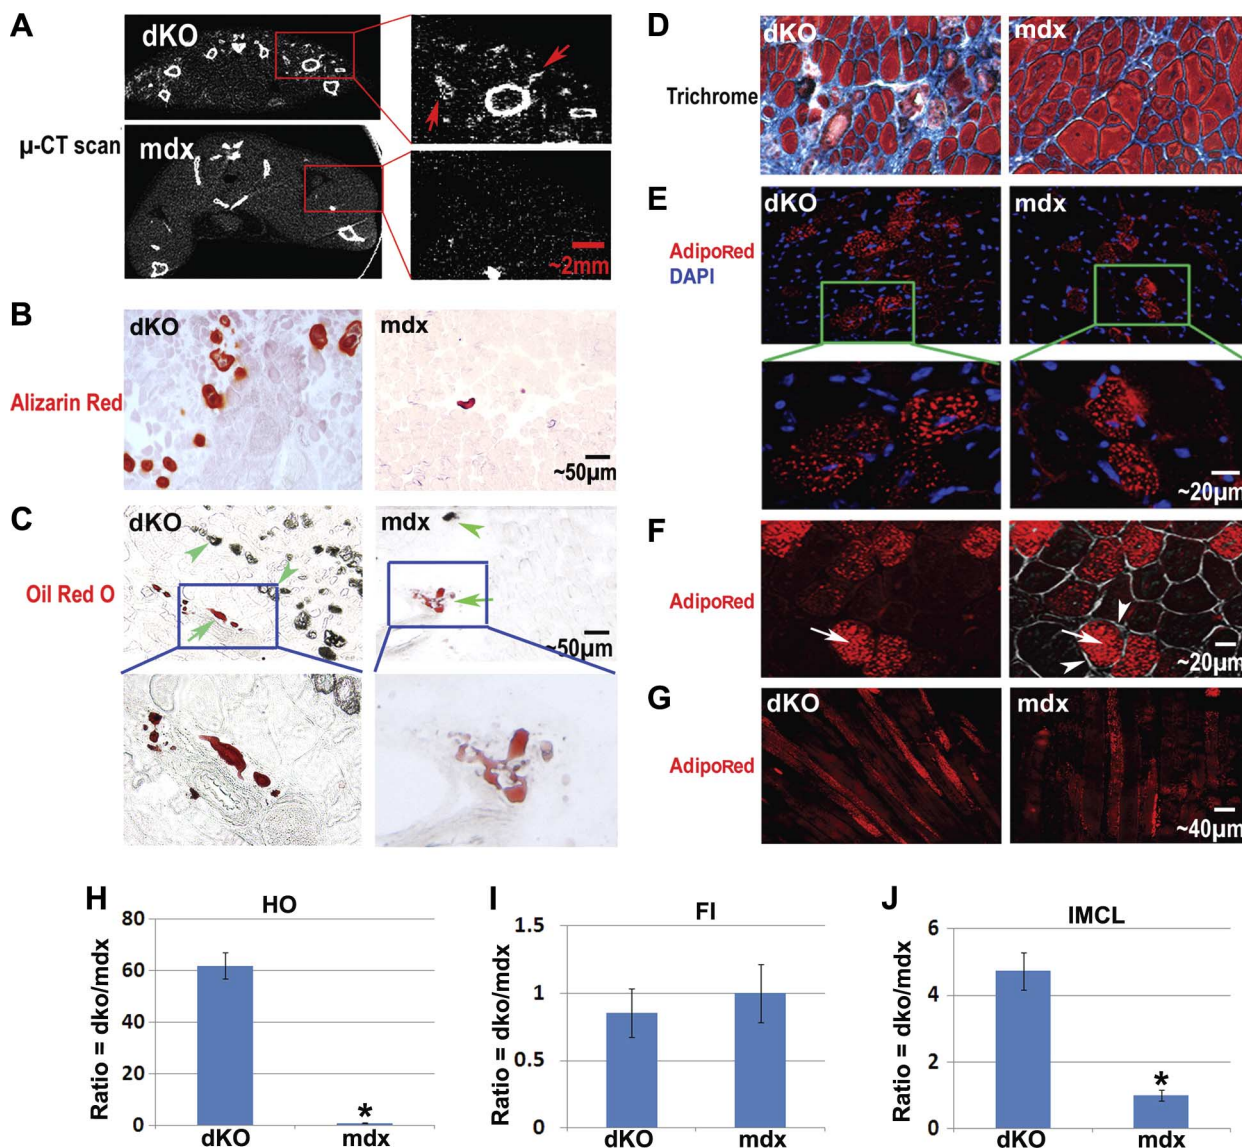 A
dKO
μ-CT scan
mdx
~2mm
B
dKO
mdx
Alizarin Red
~50μm
C
dKO
mdx
Oil Red O
~50μm
D
dKO
mdx
Trichrome
E
dKO
mdx
AdipoRed
DAPI
~20μm
F
AdipoRed
~20μm
G
dKO
mdx
AdipoRed
~40μm
H
HO
Ratio = dko/mdx
80
60
40
20
0
*
dKO
mdx
I
FI
Ratio = dko/mdx
1.5
1
0.5
0
dKO
mdx
J
IMCL
Ratio = dko/mdx
6
4
2
0
*
dKO
mdx